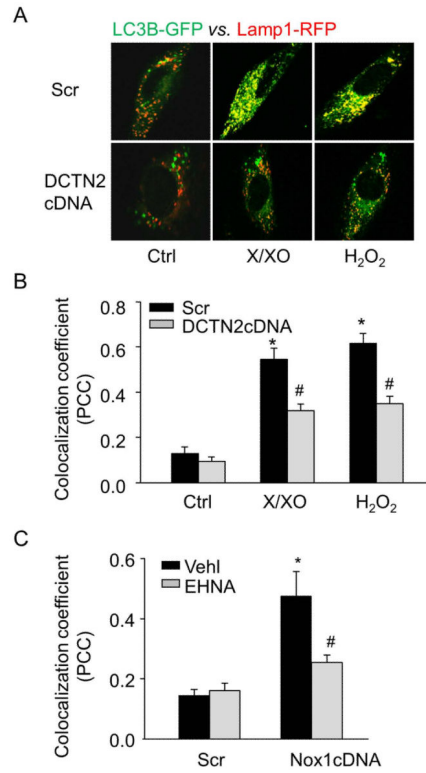 A
LC3B-GFP vs. Lamp1-RFP
Scr
DCTN2
cDNA
Ctrl X/XO H₂O₂
B
Colocalization coefficient
(PCC)
0.8
0.6
0.4
0.2
0.0
Scr
DCTN2cDNA
* # * #
Ctrl X/XO H₂O₂
C
Colocalization coefficient
(PCC)
0.6
0.4
0.2
0.0
Vehl
EHNA
* #
Scr Nox1cDNA